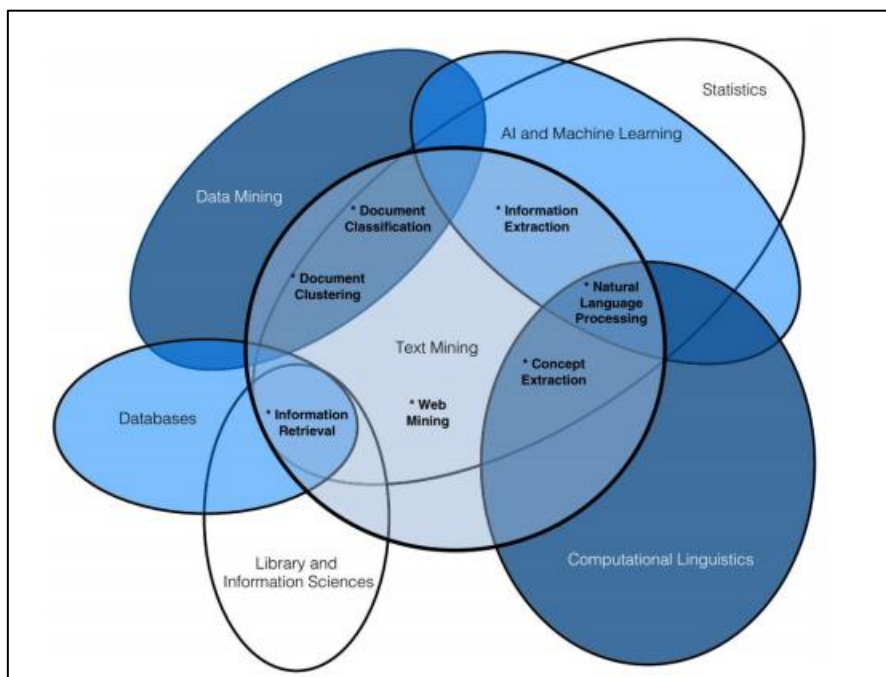 Statistics
AI and Machine Learning
Data Mining
* Document
Classification
* Information
Extraction
* Document
Clustering
* Natural
Language
Processing
Text Mining
* Concept
Extraction
Databases
* Information
Retrieval
* Web
Mining
Library and
Information Sciences
Computational Linguistics